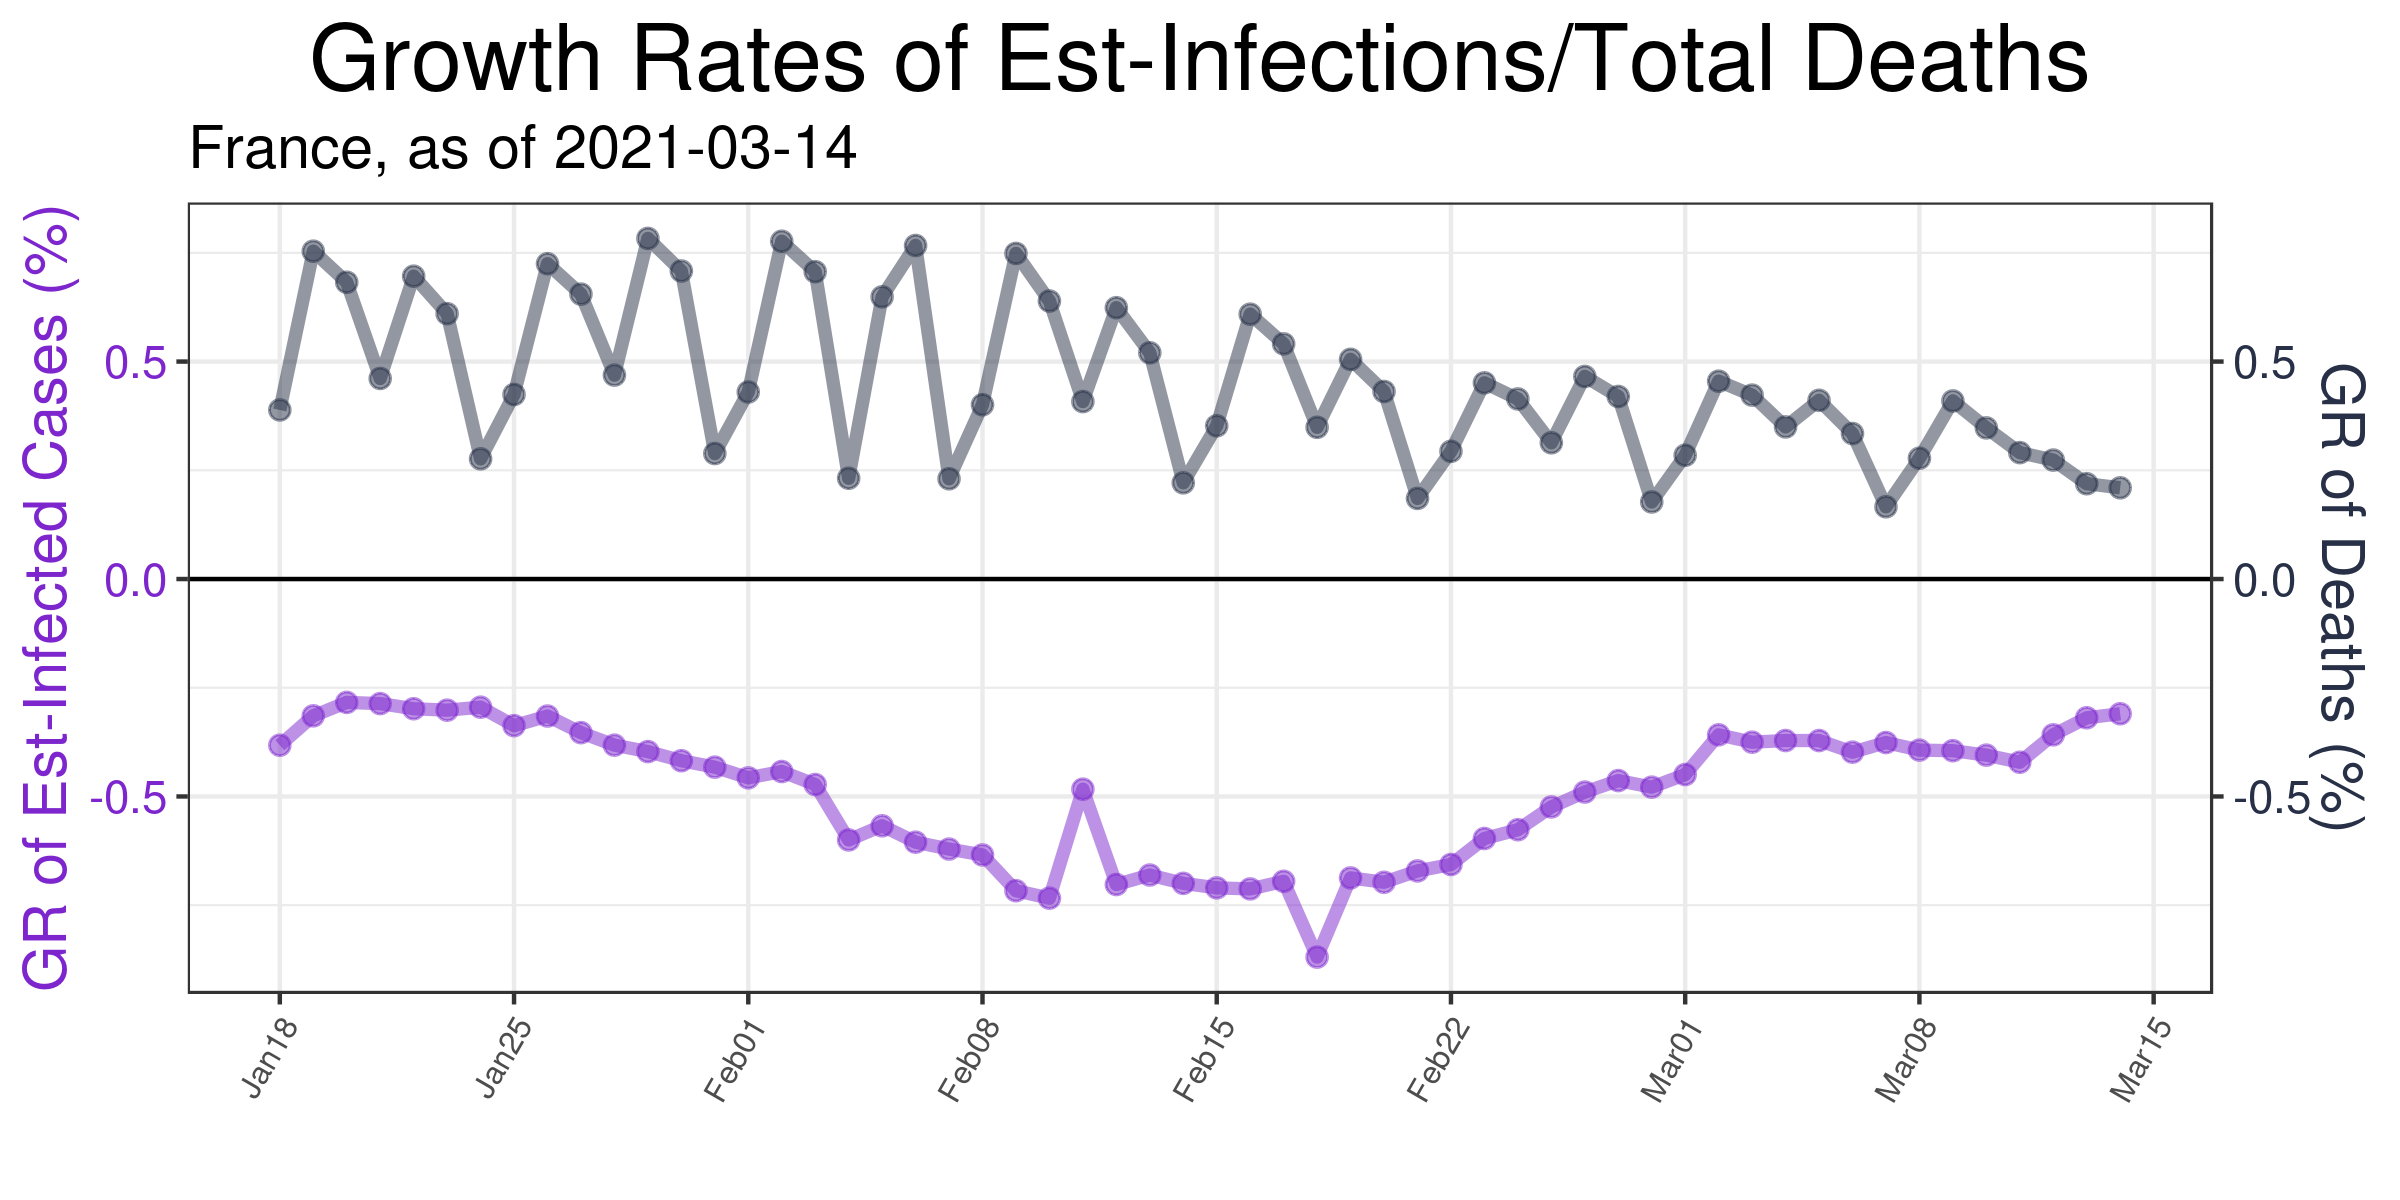 Growth Rates of Est-Infections/Total Deaths
France, as of 2021-03-14
GR of Est-Infected Cases (%)
0.5
0.0
-0.5
0.5
0.0
-0.5
GR of Deaths (%)
Jan18
Jan25
Feb01
Feb08
Feb15
Feb22
Mar01
Mar08
Mar15